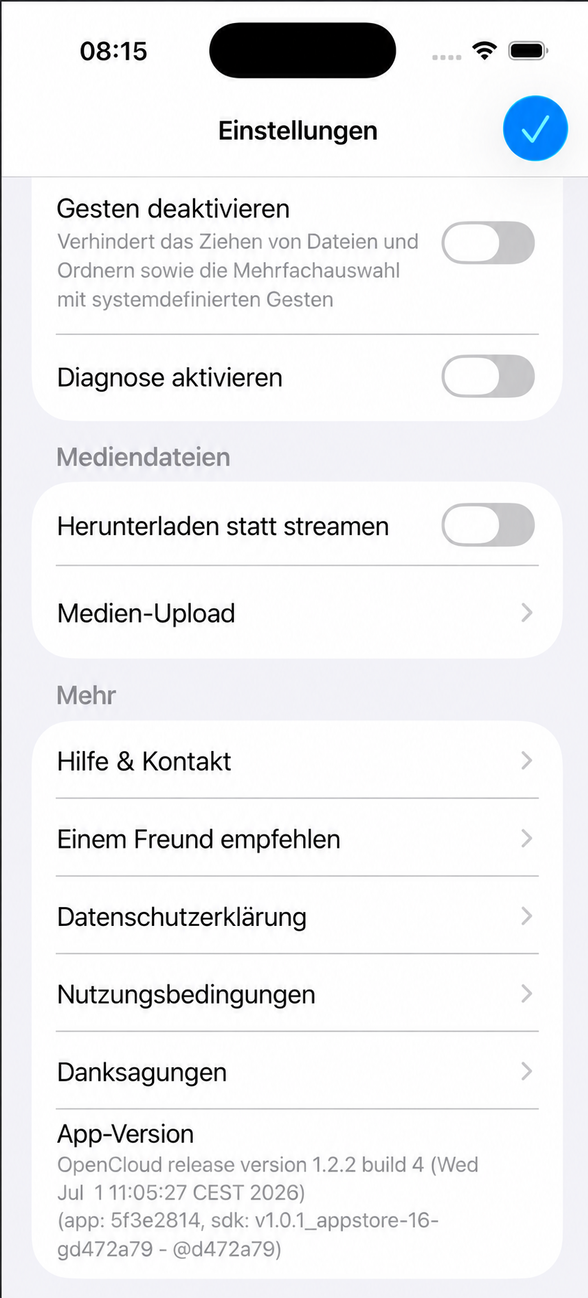 08:15
Einstellungen
Gesten deaktivieren
Verhindert das Ziehen von Dateien und
Ordnern sowie die Mehrfachauswahl
mit systemdefinierten Gesten
Diagnose aktivieren
Mediendateien
Herunterladen statt streamen
Medien-Upload
Mehr
Hilfe & Kontakt
Einem Freund empfehlen
Datenschutzerklärung
Nutzungsbedingungen
Danksagungen
App-Version
OpenCloud release version 1.2.2 build 4 (Wed
Jul  1 11:05:27 CEST 2026)
(app: 5f3e2814, sdk: v1.0.1_appstore-16-
gd472a79 - @d472a79)